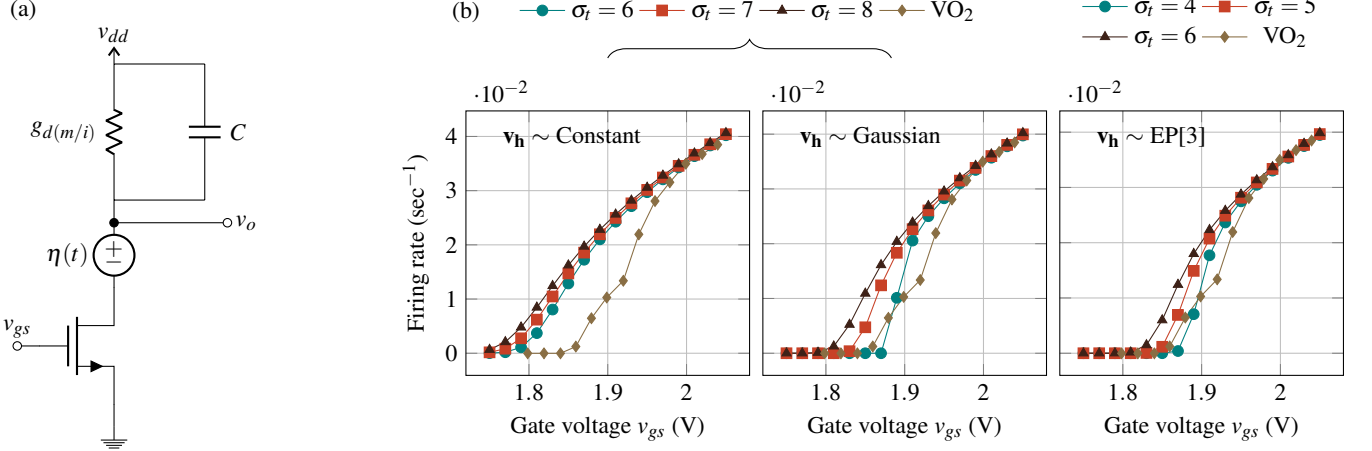 (a)
v_dd
g_d(m/i)
C
v_o
η(t)
+
−
v_gs
(b)
σ_t = 6 σ_t = 7 σ_t = 8 VO₂
σ_t = 4 σ_t = 5
σ_t = 6 VO₂
·10⁻² ·10⁻² ·10⁻²
v_h ∼ Constant v_h ∼ Gaussian v_h ∼ EP[3]
Firing rate (sec⁻¹)
4
3
2
1
0
1.8 1.9 2 1.8 1.9 2 1.8 1.9 2
Gate voltage v_gs (V) Gate voltage v_gs (V) Gate voltage v_gs (V)